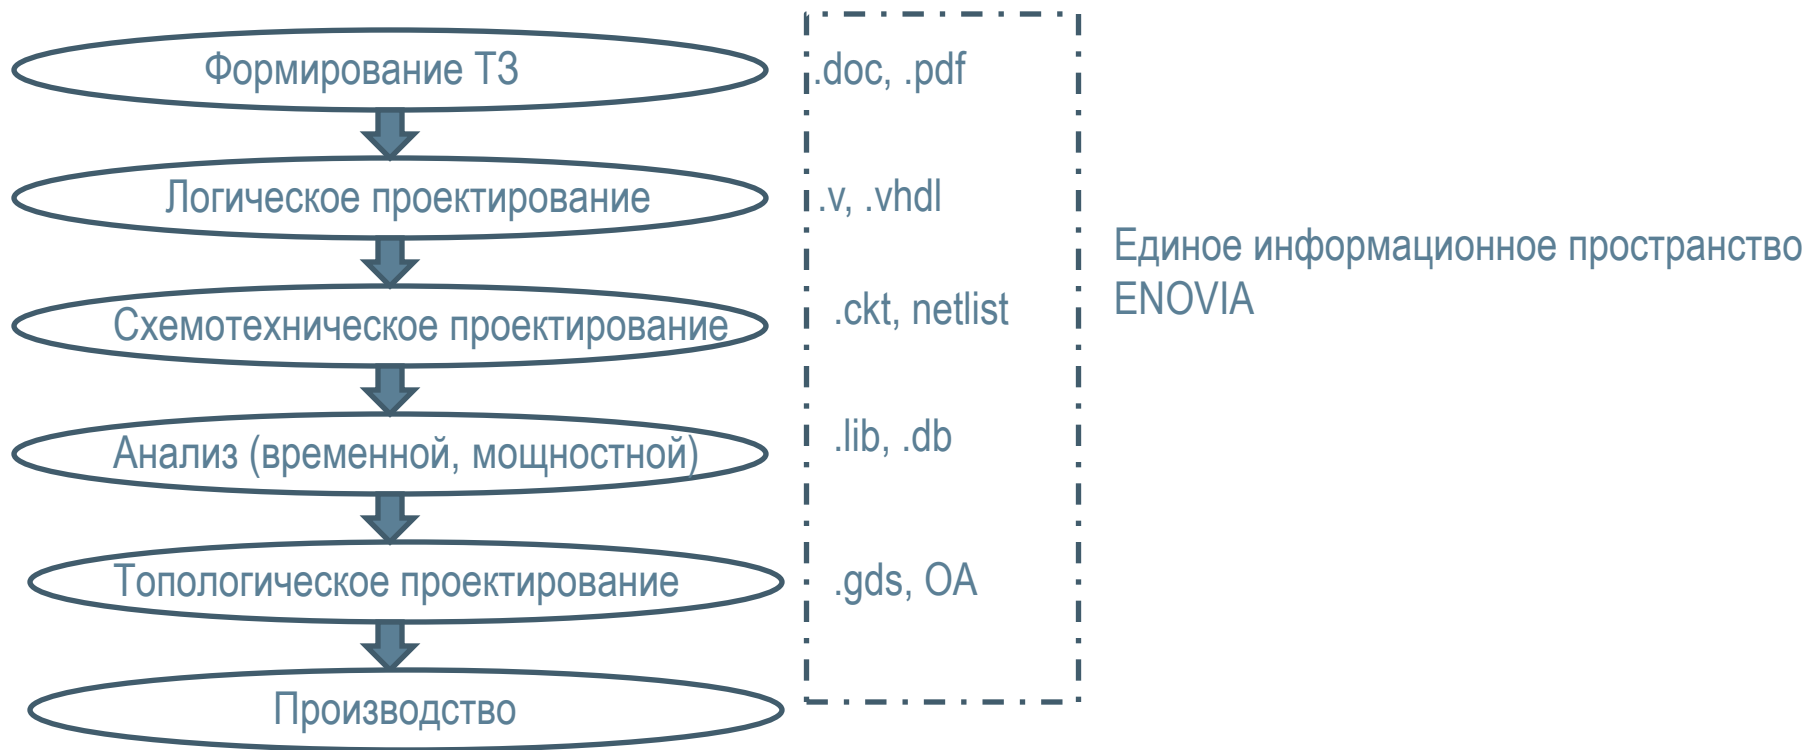 Формирование ТЗ
.doc, .pdf
Логическое проектирование
.v, .vhdl
Схемотехническое проектирование
.ckt, netlist
Анализ (временной, мощностной)
.lib, .db
Топологическое проектирование
.gds, OA
Производство
Единое информационное пространство
ENOVIA